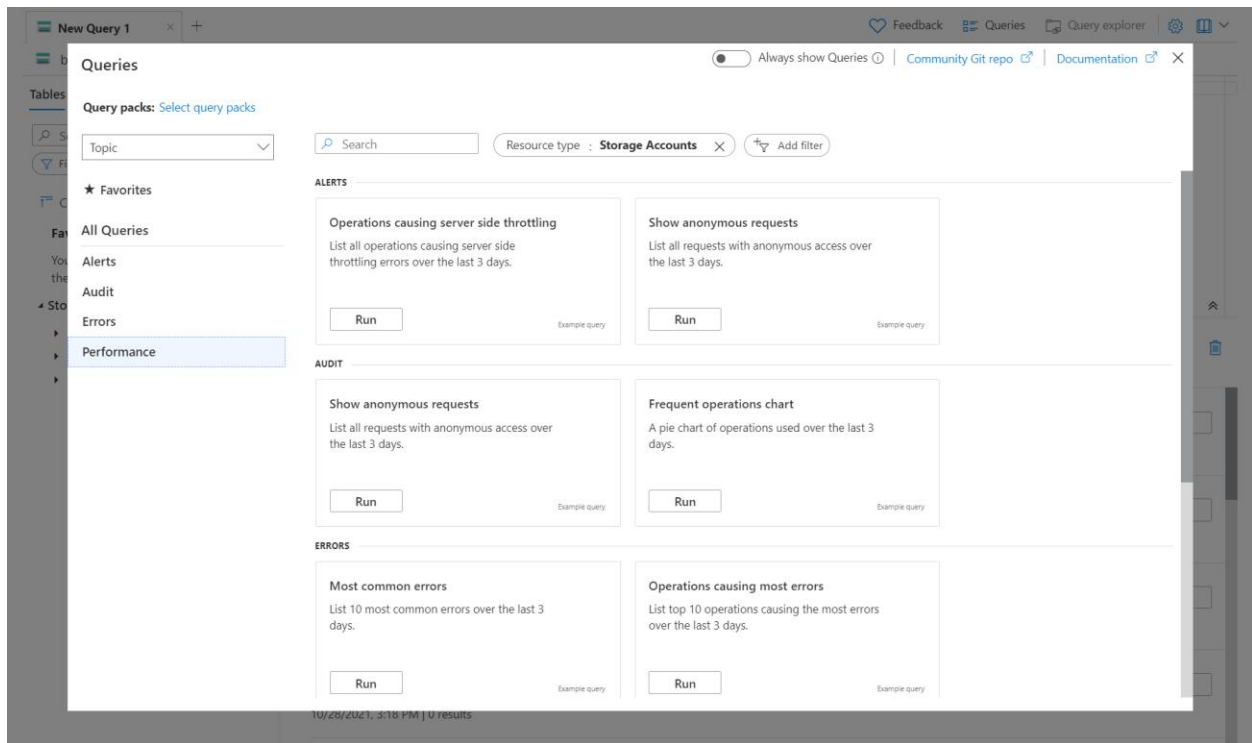 New Query 1
Feedback
Queries
Query explorer
Queries
Always show Queries
Community Git repo
Documentation
Tables
Query packs: Select query packs
Topic
Search
Resource type : Storage Accounts
Add filter
★ Favorites
All Queries
Alerts
Audit
Errors
Performance
ALERTS
Operations causing server side throttling
List all operations causing server side
throttling errors over the last 3 days.
Run
Example query
Show anonymous requests
List all requests with anonymous access over
the last 3 days.
Run
Example query
AUDIT
Show anonymous requests
List all requests with anonymous access over
the last 3 days.
Run
Example query
Frequent operations chart
A pie chart of operations used over the last 3
days.
Run
Example query
ERRORS
Most common errors
List 10 most common errors over the last 3
days.
Run
Example query
Operations causing most errors
List top 10 operations causing the most errors
over the last 3 days.
Run
Example query
10/28/2021, 3:18 PM | 0 results